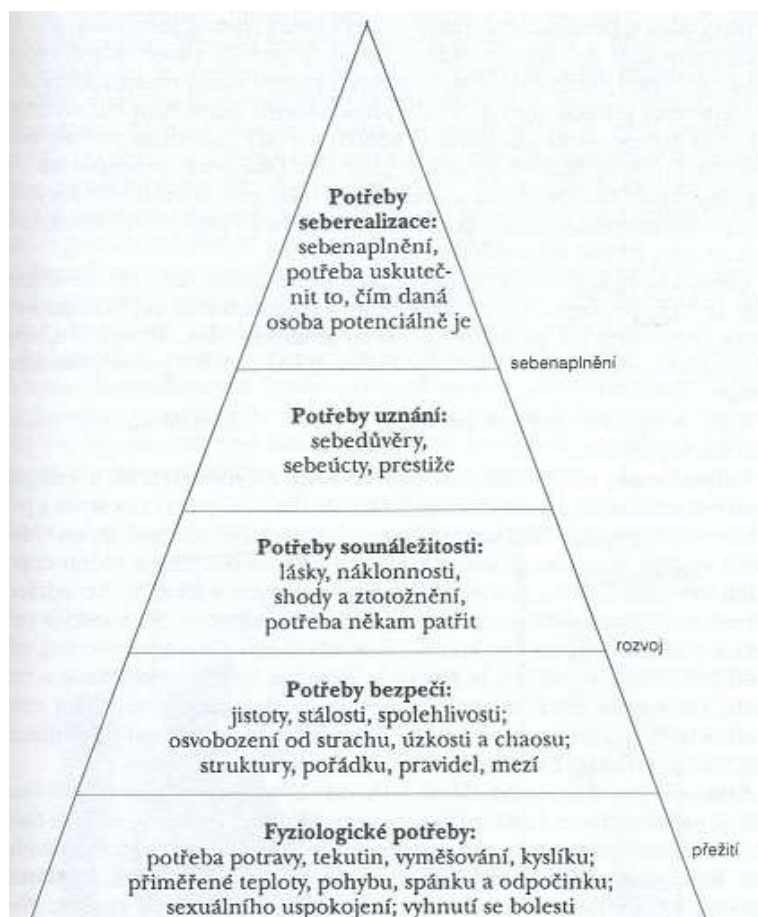 Potřeby
seberealizace:
sebenaplnění,
potřeba uskuteč-
nit to, čím daná
osoba potenciálně je
sebenaplnění
Potřeby uznání:
sebedůvěry,
sebeúcty, prestiže
Potřeby sounáležitosti:
lásky, náklonnosti,
shody a ztotožnění,
potřeba někam patřit
rozvoj
Potřeby bezpečí:
jistoty, stálosti, spolehlivosti;
osvobození od strachu, úzkosti a chaosu;
struktury, pořádku, pravidel, mezí
Fyziologické potřeby:
přežití
potřeba potravy, tekutin, vyměšování, kyslíku;
přiměřené teploty, pohybu, spánku a odpočinku;
sexuálního uspokojení; vyhnutí se bolesti